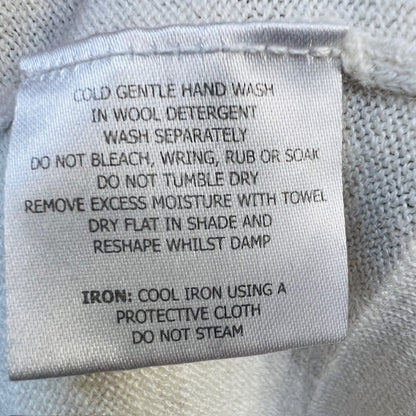 COLD GENTLE HAND WASH
IN WOOL DETERGENT
WASH SEPARATELY
DO NOT BLEACH, WRING, RUB OR SOAK
DO NOT TUMBLE DRY
REMOVE EXCESS MOISTURE WITH TOWEL
DRY FLAT IN SHADE AND
RESHAPE WHILST DAMP
IRON: COOL IRON USING A
PROTECTIVE CLOTH
DO NOT STEAM